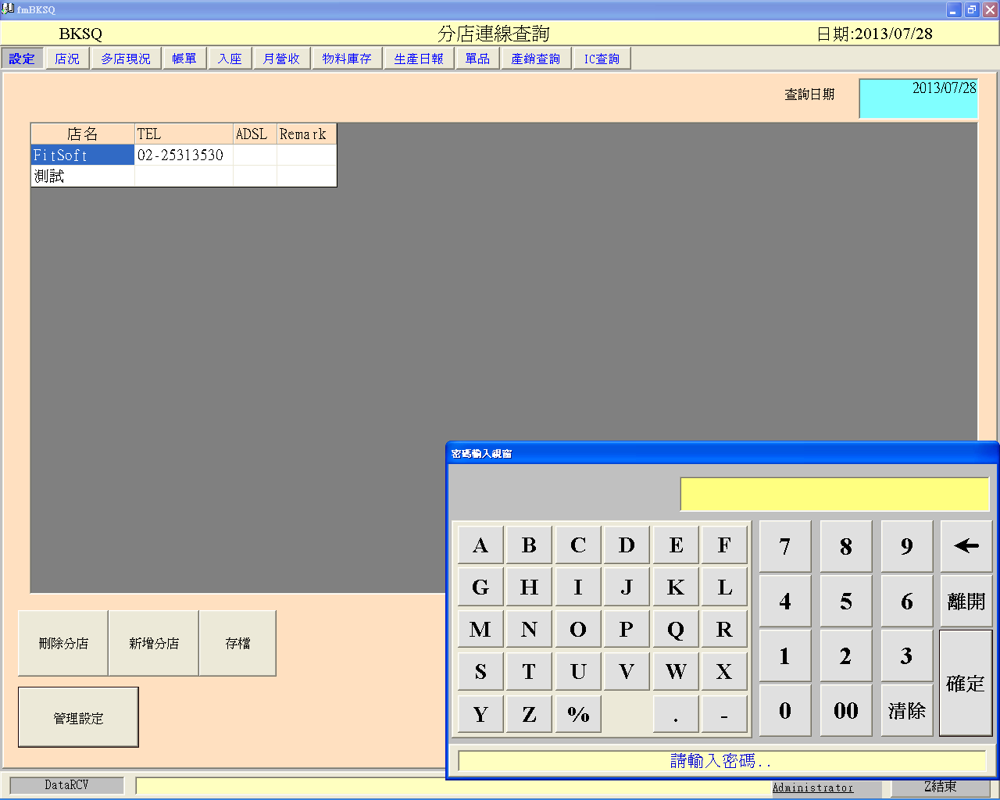 fmBKSQ
BKSQ 分店連線查詢 日期:2013/07/28
設定 店況 多店現況 帳單 入座 月營收 物料庫存 生產日報 單品 產銷查詢 IC查詢
查詢日期 2013/07/28
店名 TEL ADSL Remark
FitSoft 02-25313530
測試
密碼輸入視窗
A B C D E F 7 8 9 ←
G H I J K L 4 5 6 離開
M N O P Q R 1 2 3 確定
S T U V W X
Y Z % . - 0 00 清除
請輸入密碼..
刪除分店 新增分店 存檔
管理設定
DataRCV Administrator Z結束